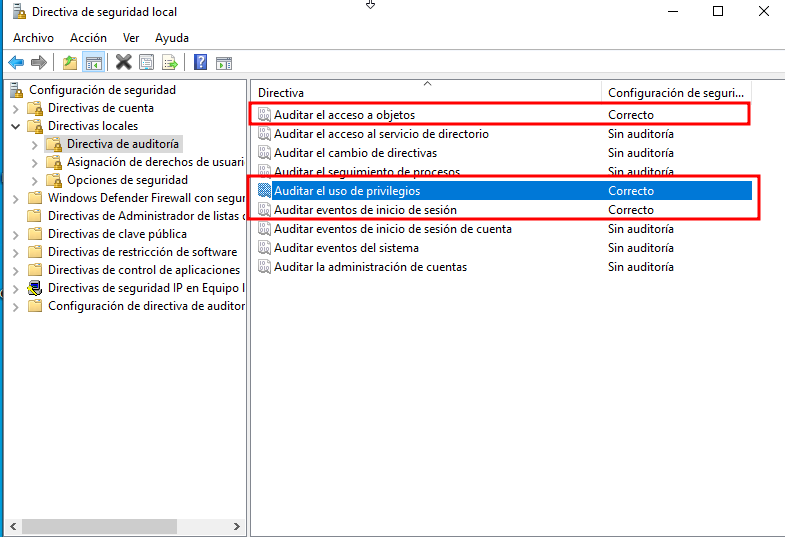 Directiva de seguridad local
Archivo Acción Ver Ayuda
Configuración de seguridad
Directivas de cuenta
Directivas locales
Directiva de auditoría
Asignación de derechos de usuari
Opciones de seguridad
Windows Defender Firewall con segur
Directivas de Administrador de listas d
Directivas de clave pública
Directivas de restricción de software
Directivas de control de aplicaciones
Directivas de seguridad IP en Equipo l
Configuración de directiva de auditor
Directiva Configuración de seguri...
Auditar el acceso a objetos Correcto
Auditar el acceso al servicio de directorio Sin auditoría
Auditar el cambio de directivas Sin auditoría
Auditar el seguimiento de procesos Sin auditoría
Auditar el uso de privilegios Correcto
Auditar eventos de inicio de sesión Correcto
Auditar eventos de inicio de sesión de cuenta Sin auditoría
Auditar eventos del sistema Sin auditoría
Auditar la administración de cuentas Sin auditoría